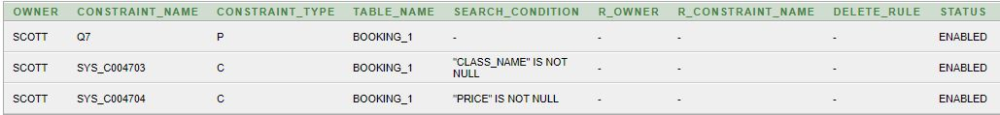 OWNER CONSTRAINT_NAME CONSTRAINT_TYPE TABLE_NAME SEARCH_CONDITION R_OWNER R_CONSTRAINT_NAME DELETE_RULE STATUS
SCOTT Q7 P BOOKING_1 - - - - ENABLED
SCOTT SYS_C004703 C BOOKING_1 "CLASS_NAME" IS NOT NULL - - - ENABLED
SCOTT SYS_C004704 C BOOKING_1 "PRICE" IS NOT NULL - - - ENABLED